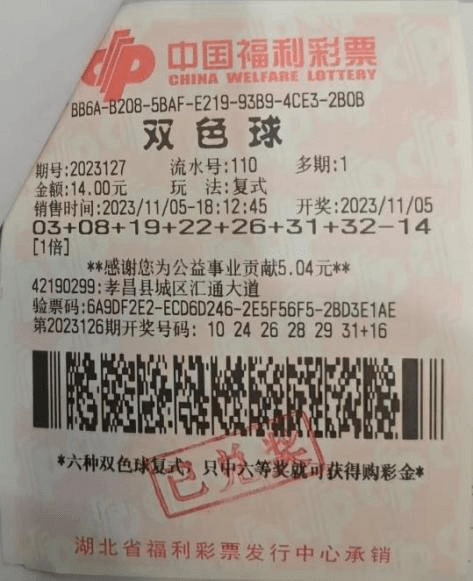 中国福利彩票
CHINA WELFARE LOTTERY
BB6A-B208-5BAF-E219-93B9-4CE3-2B0B
双色球
期号:2023127 流水号:110 多期:1
金额:14.00元 玩 法:复式
销售时间:2023/11/05-18:12:45 开奖:2023/11/05
03+08+19+22+26+31+32-14
[1倍]
**感谢您为公益事业贡献5.04元**
42190299:孝昌县城区汇通大道
验票码:6A9DF2E2-ECD6D246-2E5F56F5-2BD3E1AE
第2023126期开奖号码: 10 24 26 28 29 31+16
*六种双色球复式,只中六等奖就可获得购彩金*
已兑奖
湖北省福利彩票发行中心承销